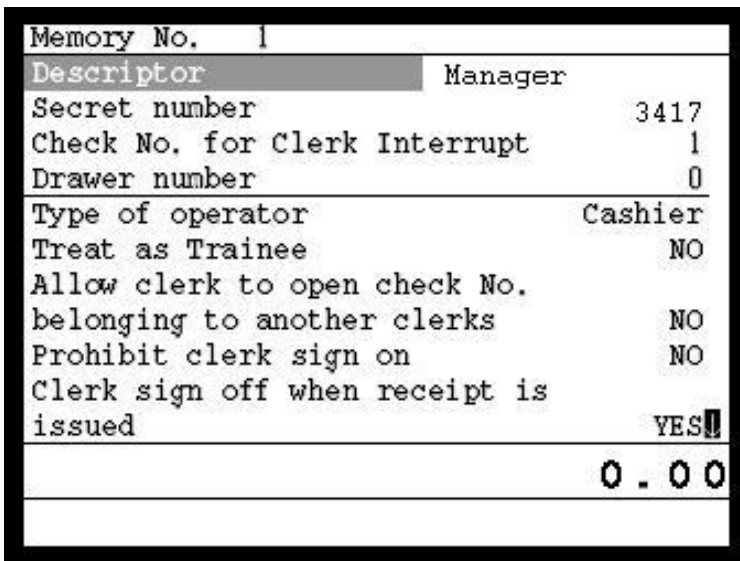 Memory No. 1
Descriptor Manager
Secret number 3417
Check No. for Clerk Interrupt 1
Drawer number 0
Type of operator Cashier
Treat as Trainee NO
Allow clerk to open check No.
belonging to another clerks NO
Prohibit clerk sign on NO
Clerk sign off when receipt is
issued YES↓
0.00